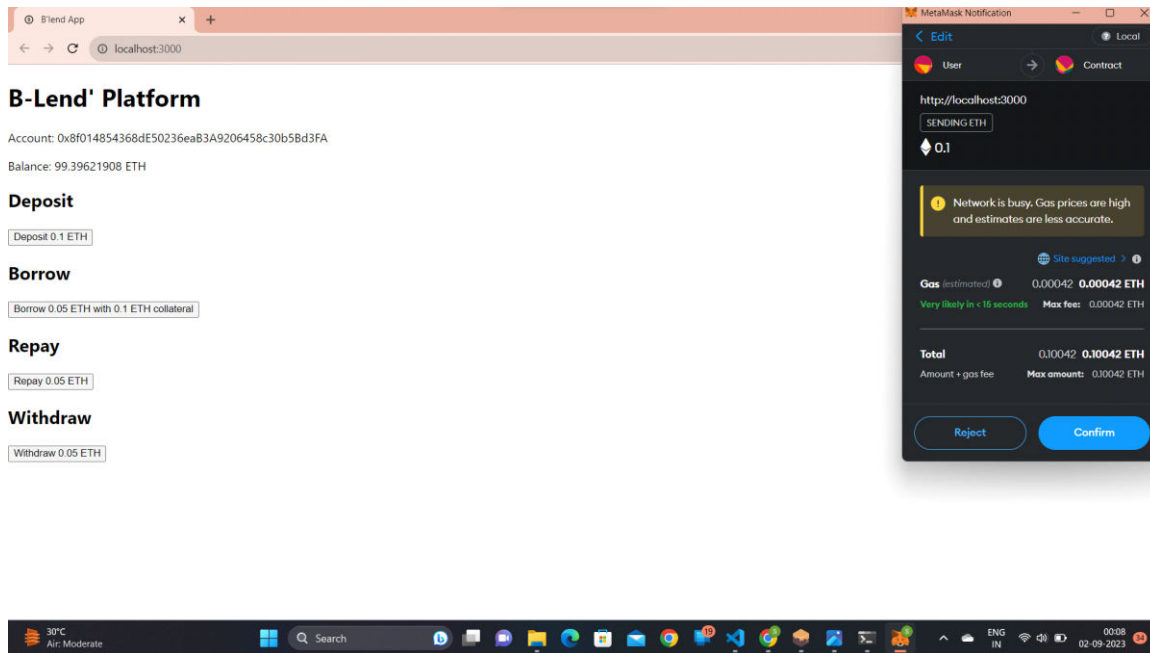 B'lend App
localhost:3000
B-Lend' Platform
Account: 0x8f014854368dE50236eaB3A9206458c30b5Bd3FA
Balance: 99.39621908 ETH
Deposit
Deposit 0.1 ETH
Borrow
Borrow 0.05 ETH with 0.1 ETH collateral
Repay
Repay 0.05 ETH
Withdraw
Withdraw 0.05 ETH
MetaMask Notification
< Edit
Local
User
Contract
http://localhost:3000
SENDING ETH
0.1
Network is busy. Gas prices are high
and estimates are less accurate.
Site suggested >
Gas (estimated) 0.00042 0.00042 ETH
Very likely in < 15 seconds Max fee: 0.00042 ETH
Total 0.10042 0.10042 ETH
Amount + gas fee Max amount: 0.10042 ETH
Reject
Confirm
30°C
Air: Moderate
Search
19
5
5
ENG
IN
00:08
02-09-2023
34